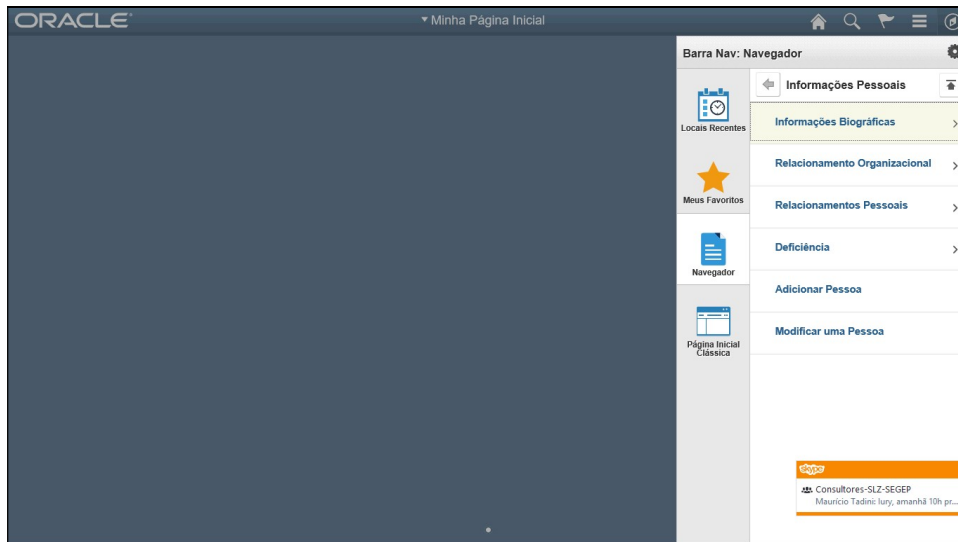 ORACLE
Minha Página Inicial
Barra Nav: Navegador
Locais Recentes
Meus Favoritos
Navegador
Página Inicial
Clássica
Informações Pessoais
Informações Biográficas
Relacionamento Organizacional
Relacionamentos Pessoais
Deficiência
Adicionar Pessoa
Modificar uma Pessoa
skype
Consultores-SLZ-SEGEP
Maurício Tadini: Iury, amanhã 10h pr...